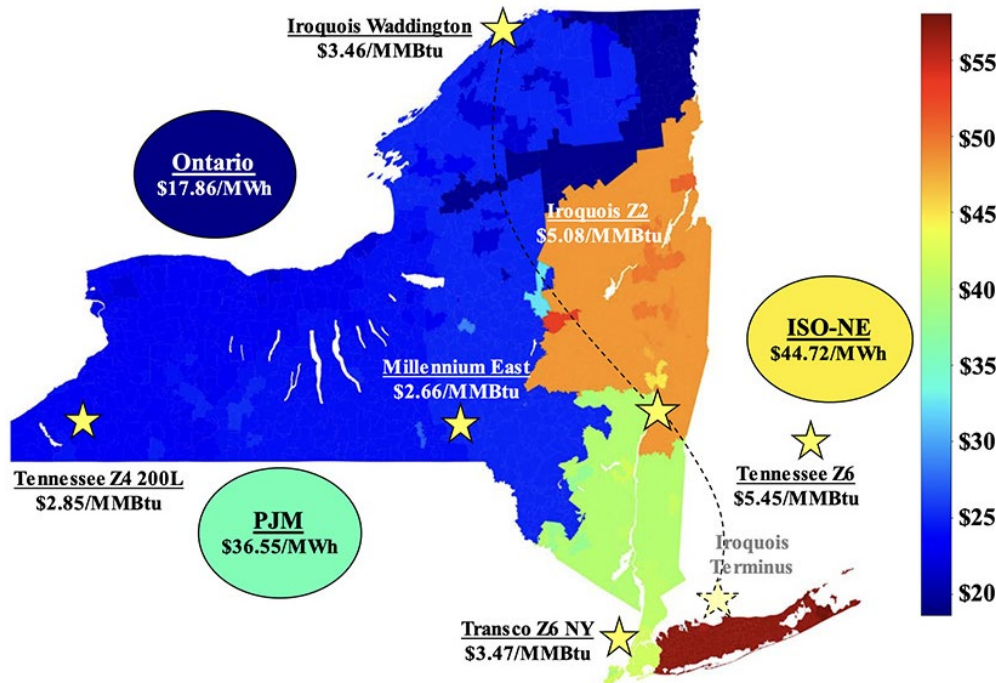 Iroquois Waddington
$3.46/MMBtu
Ontario
$17.86/MWh
Iroquois Z2
$5.08/MMBtu
ISO-NE
$44.72/MWh
Millennium East
$2.66/MMBtu
Tennessee Z4 200L
$2.85/MMBtu
Tennessee Z6
$5.45/MMBtu
PJM
$36.55/MWh
Iroquois
Terminus
Transco Z6 NY
$3.47/MMBtu
$55
$50
$45
$40
$35
$30
$25
$20